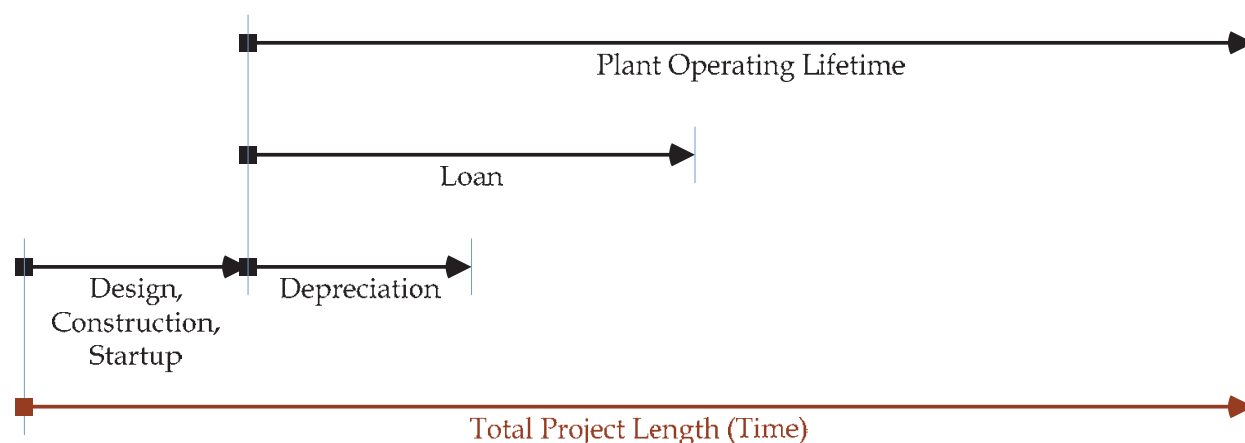 Plant Operating Lifetime
Loan
Design,
Construction,
Startup
Depreciation
Total Project Length (Time)